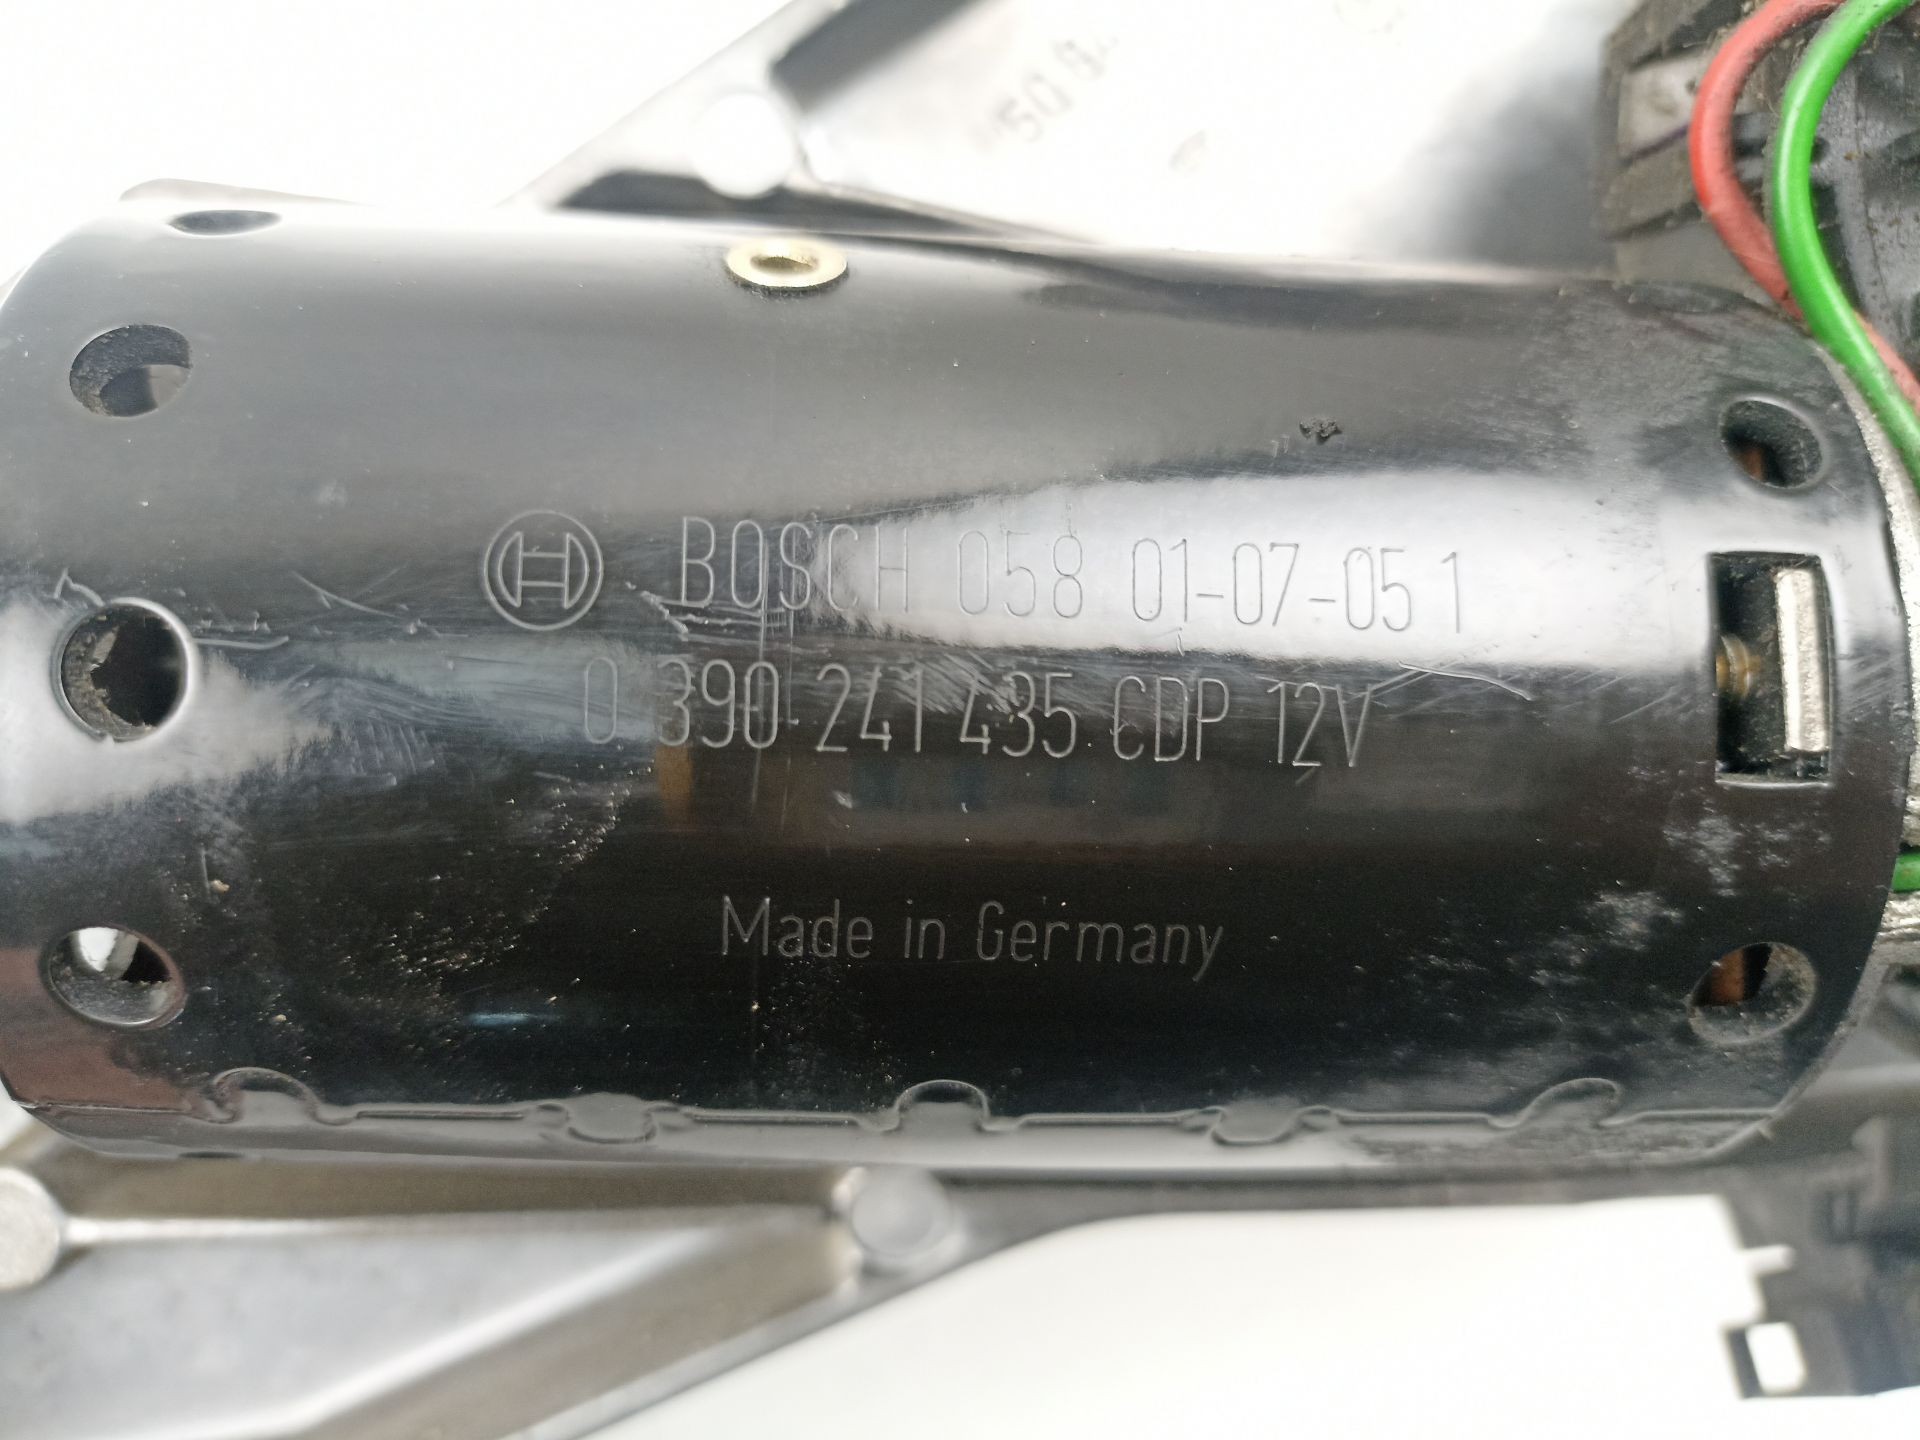 BOSCH 058 01-07-05 1
0 390 241 435 CDP 12V
Made in Germany